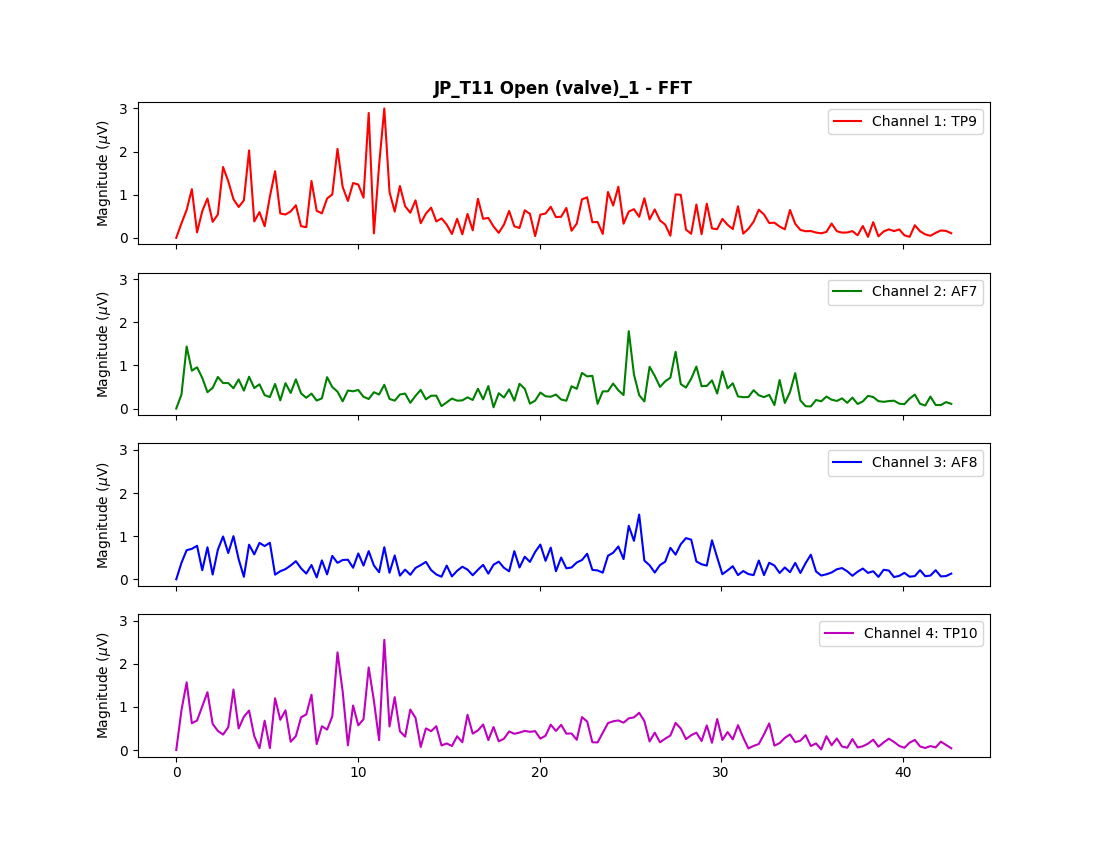 JP_T11 Open (valve)_1 - FFT
3
2
1
0
Magnitude (μV)
Channel 1: TP9
3
2
1
0
Magnitude (μV)
Channel 2: AF7
3
2
1
0
Magnitude (μV)
Channel 3: AF8
3
2
1
0
Magnitude (μV)
Channel 4: TP10
0 10 20 30 40